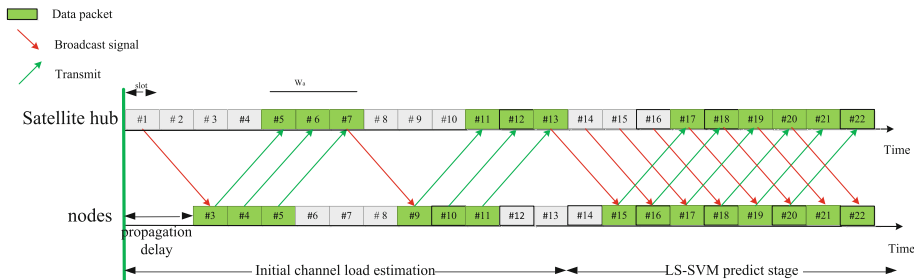 Data packet
Broadcast signal
Transmit
slot
Wa
Satellite hub #1 # 2 # 3 #4 #5 # 6 #7 # 8 # 9 #10 #11 #12 #13 #14 #15 #16 #17 #18 #19 #20 #21 #22
Time
nodes #3 #4 #5 #6 #7 # 8 #9 #10 #11 #12 #13 #14 #15 #16 #17 #18 #19 #20 #21 #22
propagation
delay
Time
Initial channel load estimation LS-SVM predict stage